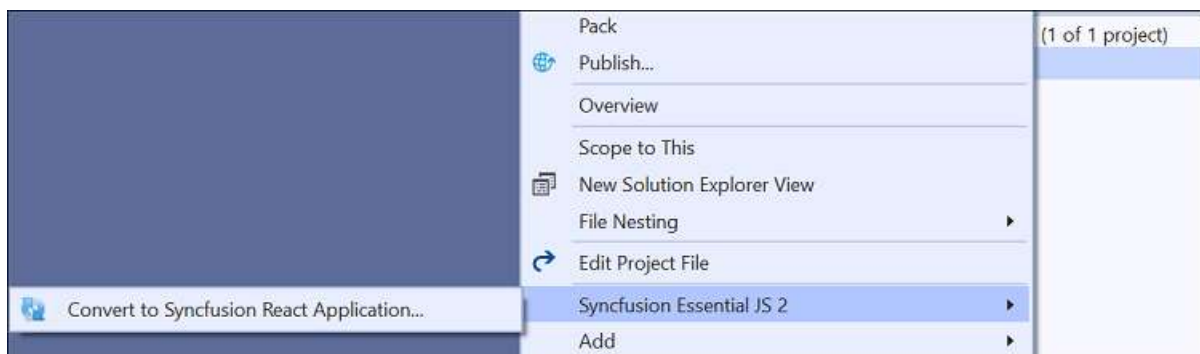 Pack
(1 of 1 project)
Publish...
Overview
Scope to This
New Solution Explorer View
File Nesting
Edit Project File
Convert to Syncfusion React Application...
Syncfusion Essential JS 2
Add